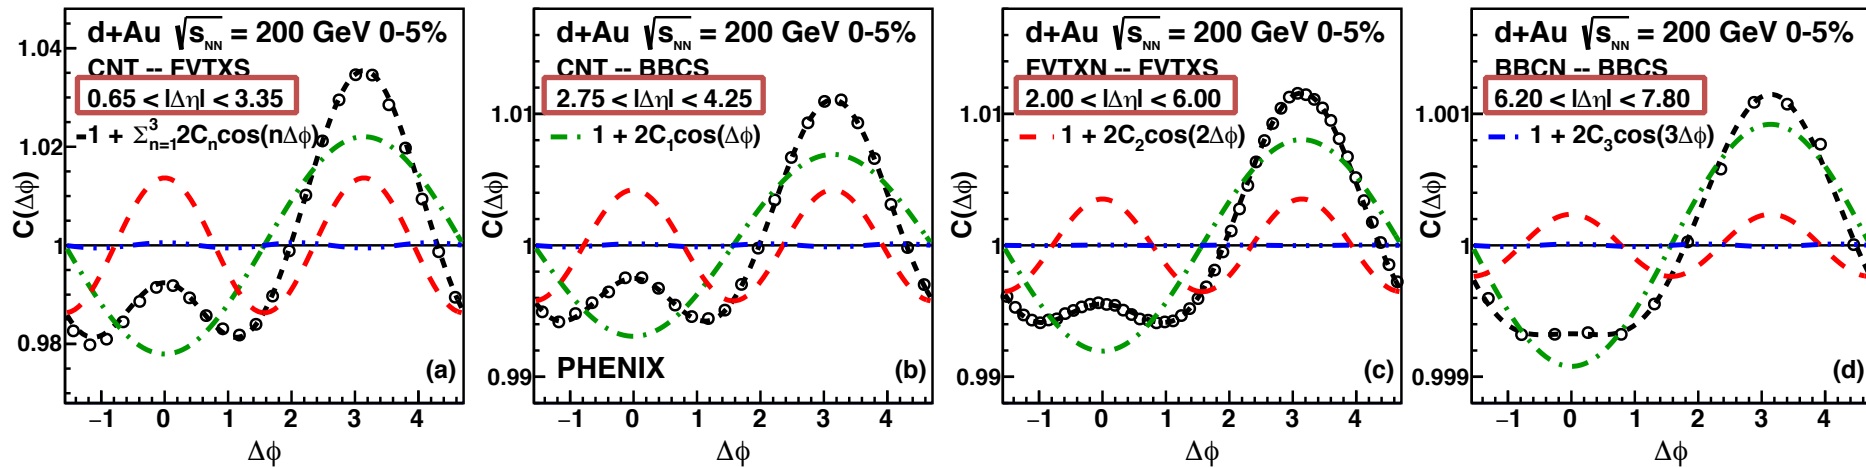 d+Au √s_NN = 200 GeV 0-5%
CNT -- FVTXS
0.65 < |Δη| < 3.35
1 + Σ³ₙ₌₁2Cₙcos(nΔϕ)
1.04
1.02
1
0.98
C(Δϕ)
(a)
−1 0 1 2 3 4
Δϕ
d+Au √s_NN = 200 GeV 0-5%
CNT -- BBCS
2.75 < |Δη| < 4.25
1 + 2C₁cos(Δϕ)
1.01
1
0.99
C(Δϕ)
PHENIX
(b)
−1 0 1 2 3 4
Δϕ
d+Au √s_NN = 200 GeV 0-5%
FVTXN -- FVTXS
2.00 < |Δη| < 6.00
1 + 2C₂cos(2Δϕ)
1.01
1
0.99
C(Δϕ)
(c)
−1 0 1 2 3 4
Δϕ
d+Au √s_NN = 200 GeV 0-5%
BBCN -- BBCS
6.20 < |Δη| < 7.80
1 + 2C₃cos(3Δϕ)
1.001
1
0.999
C(Δϕ)
(d)
−1 0 1 2 3 4
Δϕ